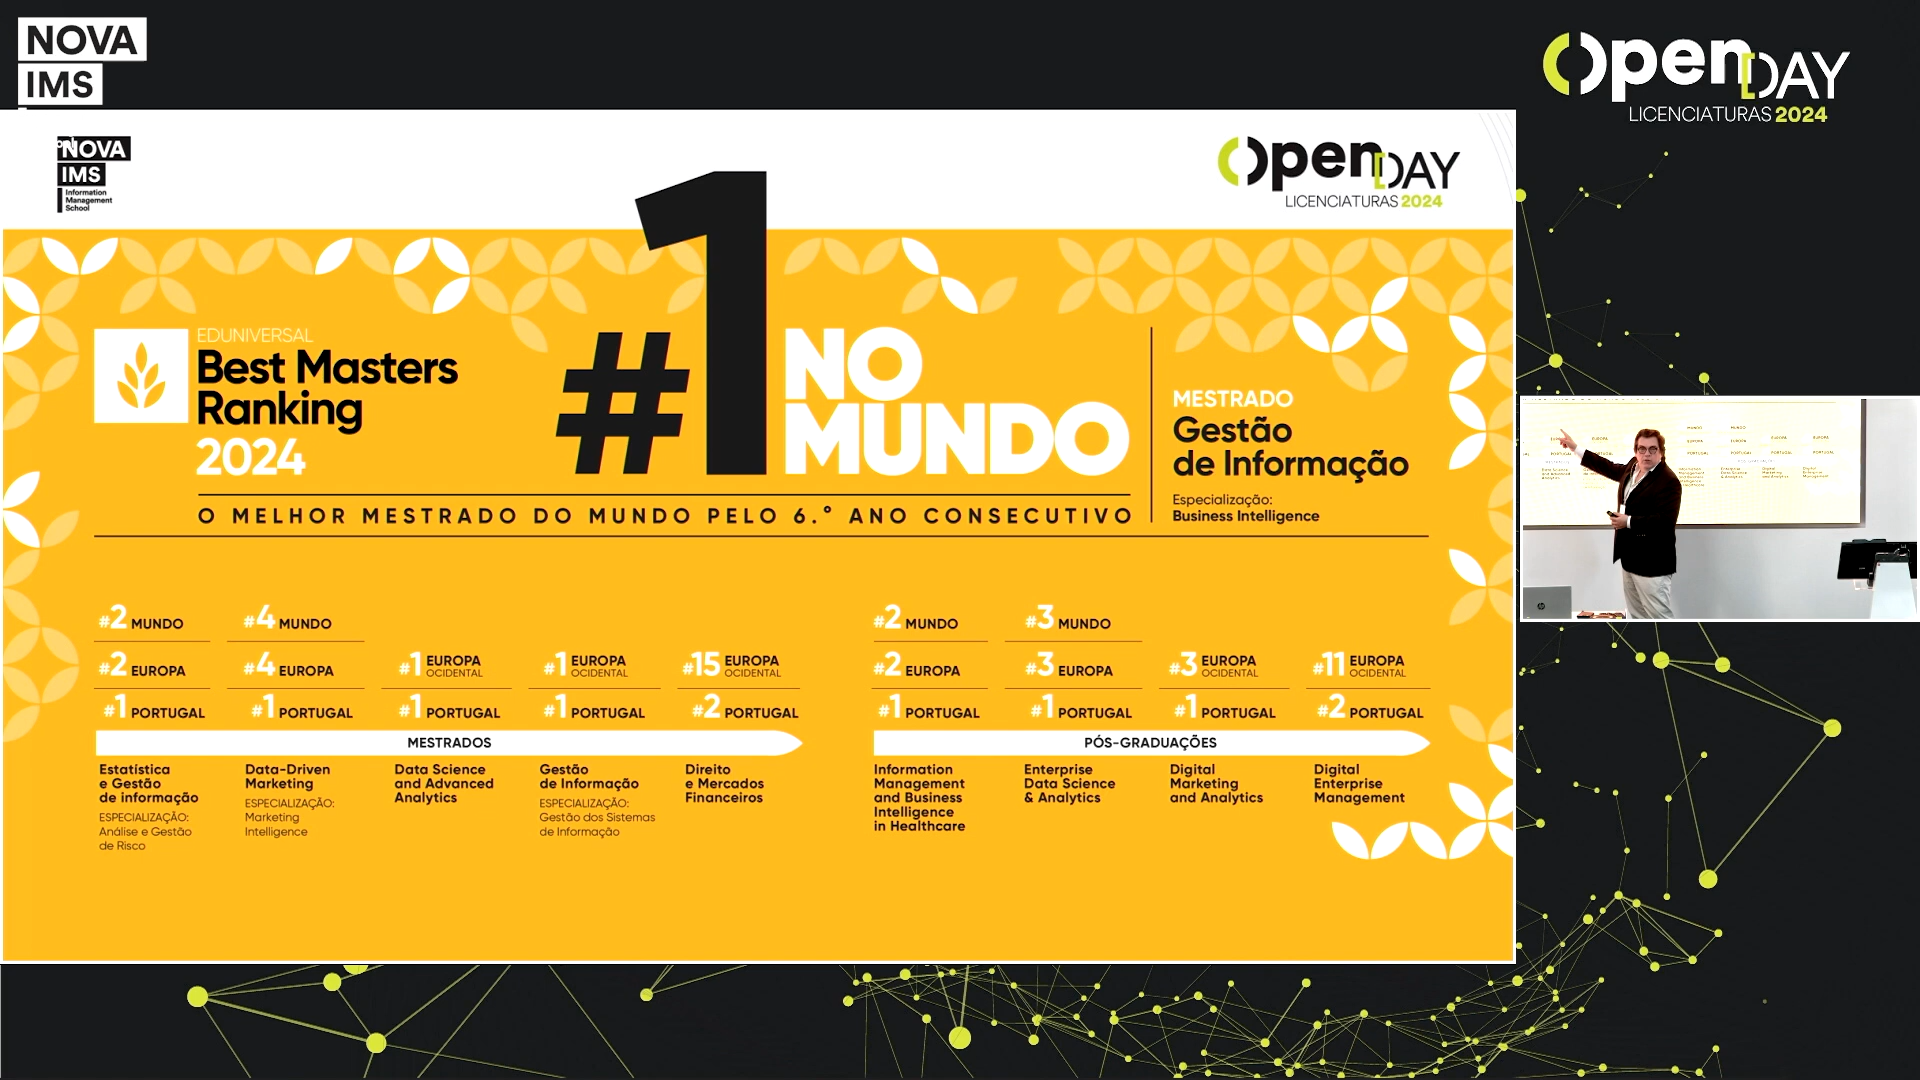 NOVA
IMS
Open DAY
LICENCIATURAS 2024
NOVA
IMS
Information
Management
School
Open DAY
LICENCIATURAS 2024
EDUNIVERSAL
Best Masters
Ranking
2024
#1 NO
MUNDO
MESTRADO
Gestão
de Informação
Especialização:
Business Intelligence
O MELHOR MESTRADO DO MUNDO PELO 6.º ANO CONSECUTIVO
#2 MUNDO
#4 MUNDO
#2 EUROPA
#4 EUROPA
#1 EUROPA OCIDENTAL
#1 EUROPA OCIDENTAL
#15 EUROPA OCIDENTAL
#1 PORTUGAL
#1 PORTUGAL
#1 PORTUGAL
#1 PORTUGAL
#2 PORTUGAL
MESTRADOS
Estatística
e Gestão
de informação
ESPECIALIZAÇÃO:
Análise e Gestão
de Risco
Data-Driven
Marketing
ESPECIALIZAÇÃO:
Marketing
Intelligence
Data Science
and Advanced
Analytics
Gestão
de Informação
ESPECIALIZAÇÃO:
Gestão dos Sistemas
de Informação
Direito
e Mercados
Financeiros
#2 MUNDO
#3 MUNDO
#2 EUROPA
#3 EUROPA
#3 EUROPA OCIDENTAL
#11 EUROPA OCIDENTAL
#1 PORTUGAL
#1 PORTUGAL
#1 PORTUGAL
#2 PORTUGAL
PÓS-GRADUAÇÕES
Information
Management
and Business
Intelligence
in Healthcare
Enterprise
Data Science
& Analytics
Digital
Marketing
and Analytics
Digital
Enterprise
Management